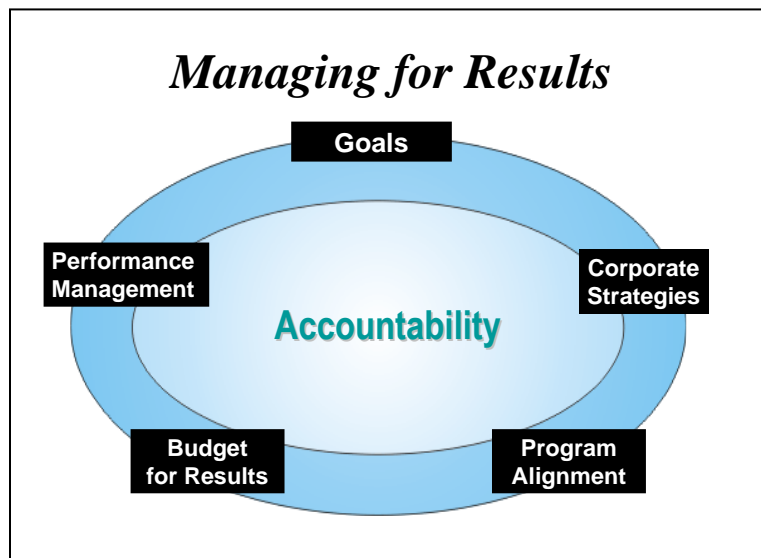 Managing for Results
Goals
Performance
Management
Corporate
Strategies
Accountability
Budget
for Results
Program
Alignment